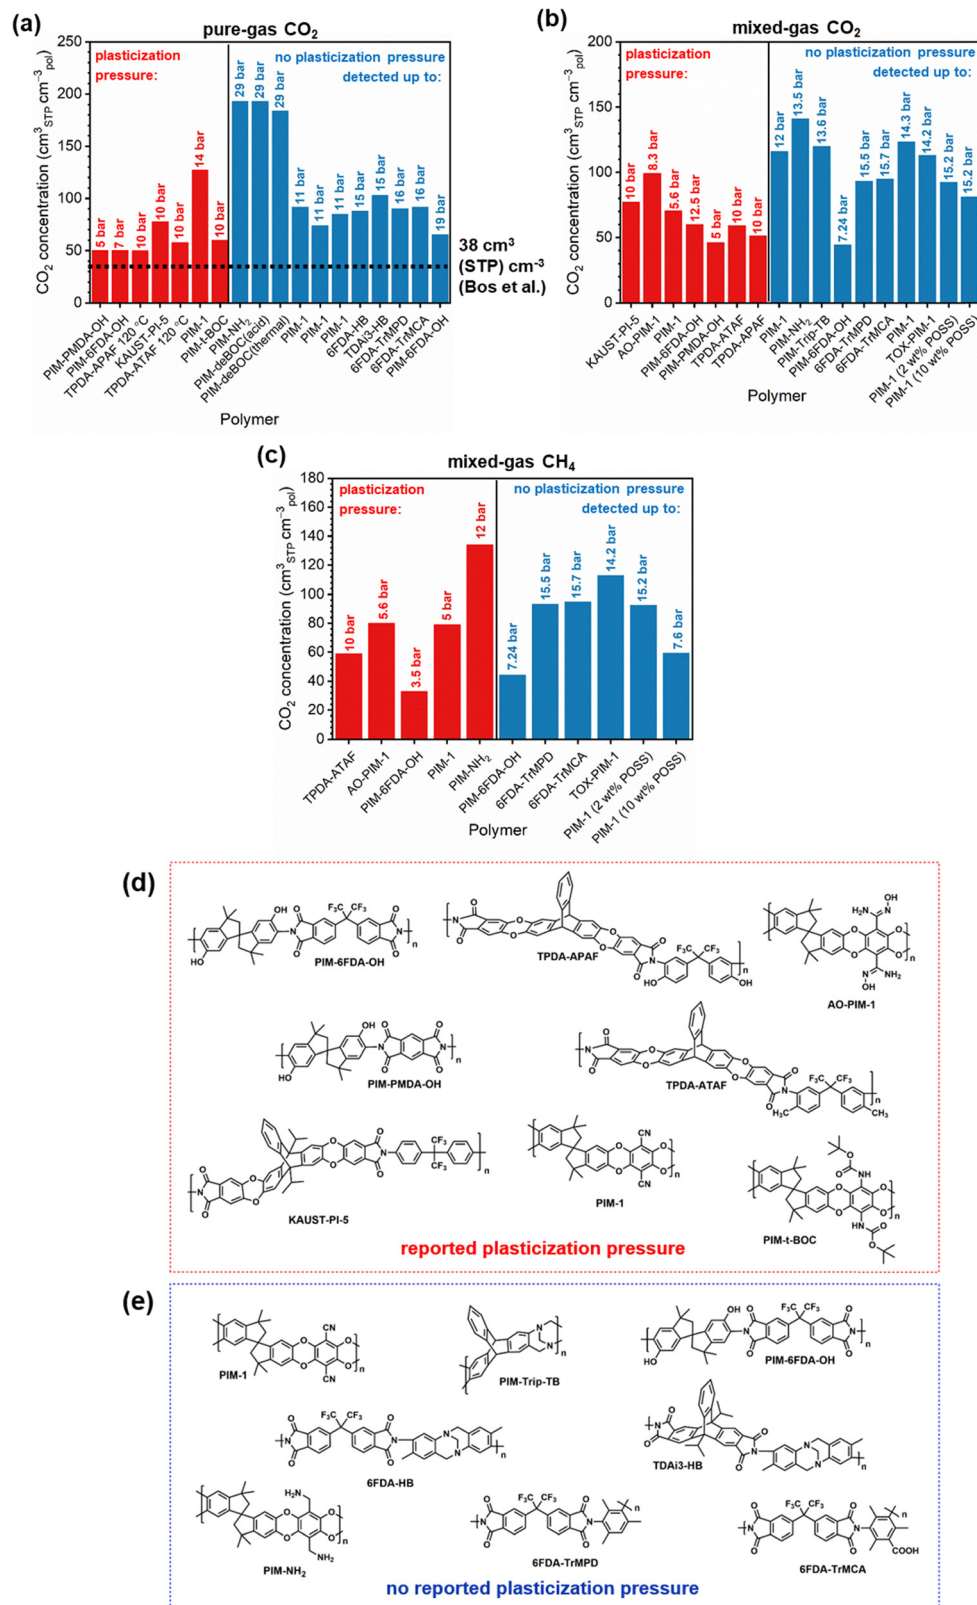 (a)
pure-gas CO₂
CO₂ concentration (cm³STP cm⁻³pol)
250
200
150
100
50
0
plasticization
pressure:
no plasticization pressure
detected up to:
5 bar
7 bar
10 bar
10 bar
10 bar
14 bar
10 bar
29 bar
29 bar
29 bar
11 bar
11 bar
11 bar
15 bar
15 bar
16 bar
16 bar
19 bar
38 cm³
(STP) cm⁻³
(Bos et al.)
PIM-PMDA-OH
PIM-6FDA-OH
TPDA-APAF 120 °C
KAUST-PI-5
TPDA-ATAF 120 °C
PIM-1
PIM-t-BOC
PIM-NH₂
PIM-deBOC(acid)
PIM-deBOC(thermal)
PIM-1
PIM-1
PIM-1
6FDA-HB
TDAi3-HB
6FDA-TrMPD
6FDA-TrMCA
PIM-6FDA-OH
Polymer
(b)
mixed-gas CO₂
CO₂ concentration (cm³STP cm⁻³pol)
200
150
100
50
0
plasticization
pressure:
no plasticization pressure
detected up to:
10 bar
8.3 bar
5.6 bar
12.5 bar
5 bar
10 bar
10 bar
12 bar
13.5 bar
13.6 bar
7.24 bar
15.5 bar
15.7 bar
14.3 bar
14.2 bar
15.2 bar
15.2 bar
KAUST-PI-5
AO-PIM-1
PIM-1
PIM-6FDA-OH
PIM-PMDA-OH
TPDA-ATAF
TPDA-APAF
PIM-1
PIM-NH₂
PIM-Trip-TB
PIM-6FDA-OH
6FDA-TrMPD
6FDA-TrMCA
PIM-1
TOX-PIM-1
PIM-1 (2 wt% POSS)
PIM-1 (10 wt% POSS)
Polymer
(c)
mixed-gas CH₄
CO₂ concentration (cm³STP cm⁻³pol)
180
160
140
120
100
80
60
40
20
0
plasticization
pressure:
no plasticization pressure
detected up to:
10 bar
5.6 bar
3.5 bar
5 bar
12 bar
7.24 bar
15.5 bar
15.7 bar
14.2 bar
15.2 bar
7.6 bar
TPDA-ATAF
AO-PIM-1
PIM-6FDA-OH
PIM-1
PIM-NH₂
PIM-6FDA-OH
6FDA-TrMPD
6FDA-TrMCA
TOX-PIM-1
PIM-1 (2 wt% POSS)
PIM-1 (10 wt% POSS)
Polymer
(d)
PIM-6FDA-OH
TPDA-APAF
AO-PIM-1
PIM-PMDA-OH
TPDA-ATAF
KAUST-PI-5
PIM-1
PIM-t-BOC
reported plasticization pressure
(e)
PIM-1
PIM-Trip-TB
PIM-6FDA-OH
6FDA-HB
TDAi3-HB
PIM-NH₂
6FDA-TrMPD
6FDA-TrMCA
no reported plasticization pressure